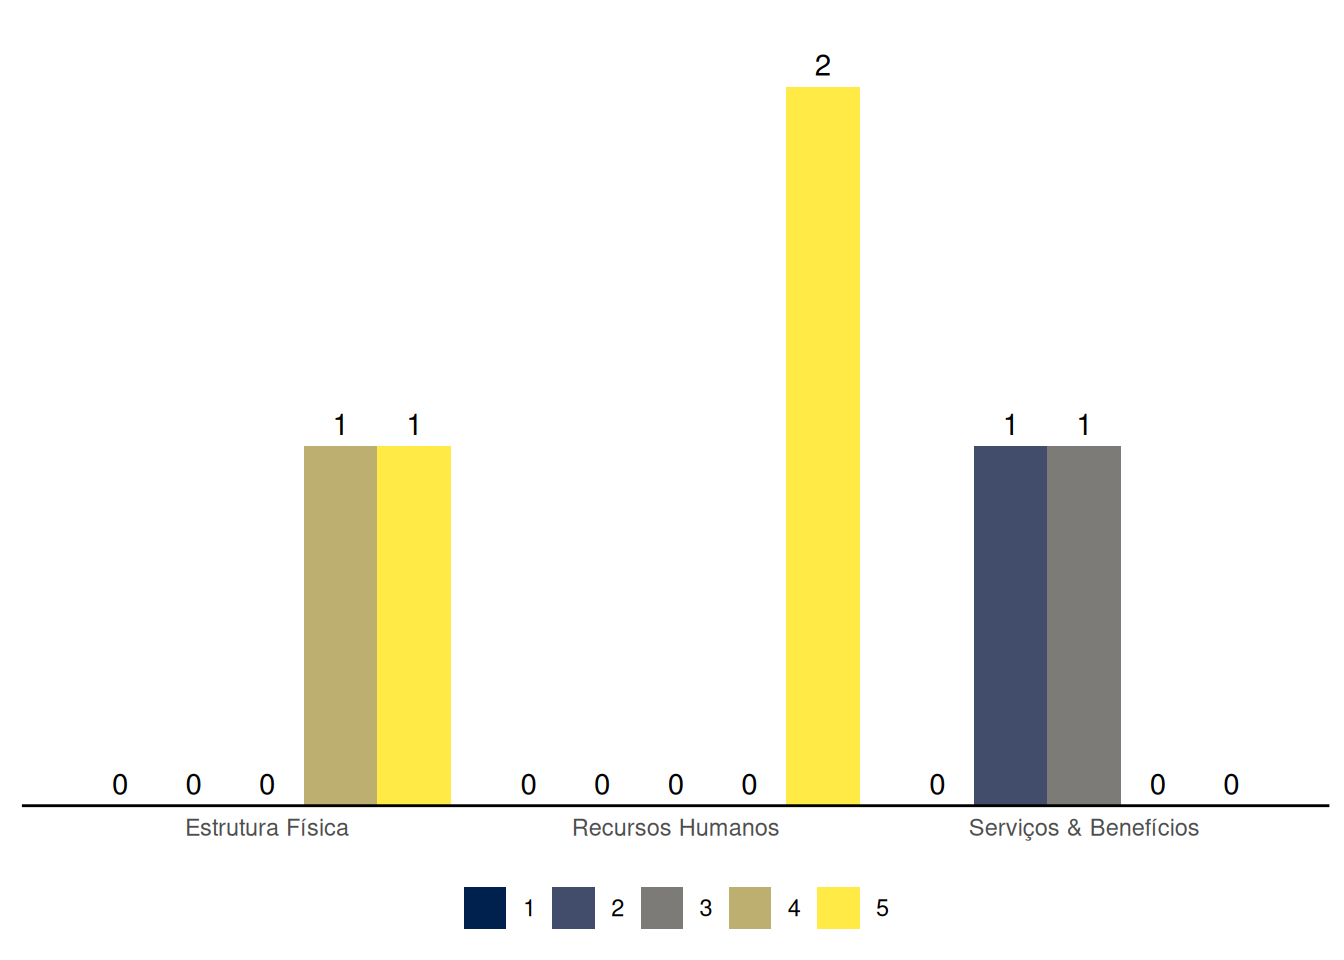 2
1 1 1 1
0 0 0 0 0 0 0 0 0 0
Estrutura Física Recursos Humanos Serviços & Benefícios
1 2 3 4 5